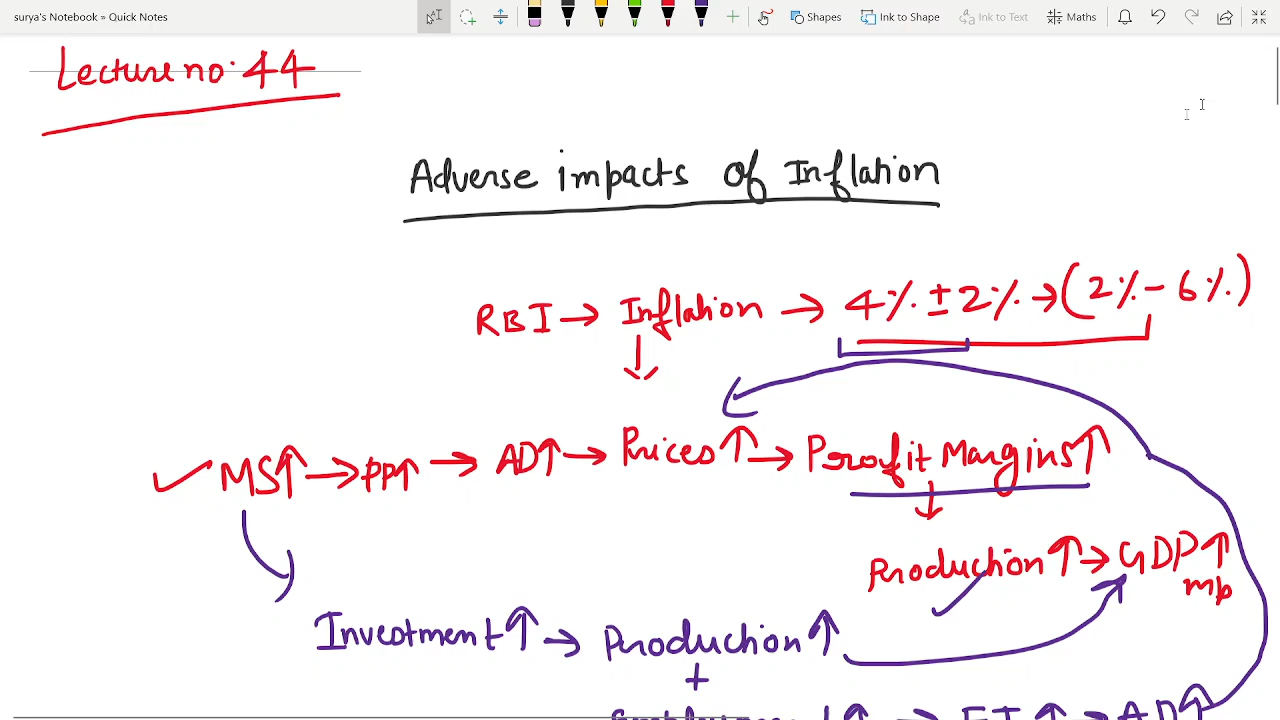 surya's Notebook » Quick Notes
Shapes Ink to Shape Ink to Text Maths
Lecture no. 44
Adverse impacts of Inflation
RBI → Inflation → 4% ± 2% → (2% - 6%)
↓
✓ MS↑ → PP↑ → AD↑ → Prices↑ → Profit Margins↑
↓
Production↑ → GDP↑
mp
Investment↑ → Production↑
+
↑ → ↑ → AD↑